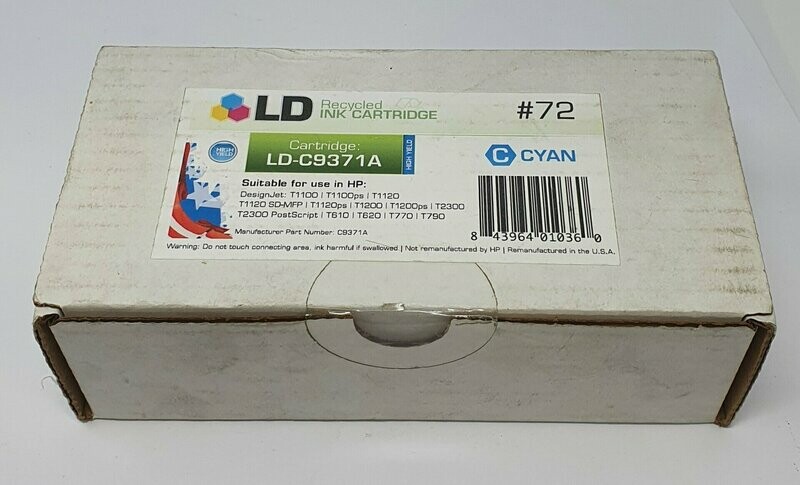 LD Recycled INK CARTRIDGE #72
HIGH YIELD
Cartridge:
LD-C9371A
HIGH YIELD
C CYAN
Suitable for use in HP:
DesignJet: T1100 | T1100ps | T1120
T1120 SD-MFP | T1120ps | T1200 | T1200ps | T2300
T2300 PostScript | T610 | T620 | T770 | T790
Manufacturer Part Number: C9371A
8 43964 01036 0
Warning: Do not touch connecting area, ink harmful if swallowed | Not remanufactured by HP | Remanufactured in the U.S.A.